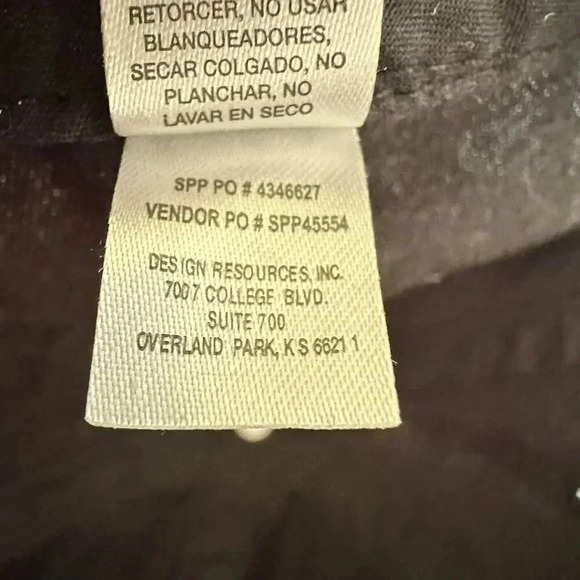 RETORCER, NO USAR
BLANQUEADORES,
SECAR COLGADO, NO
PLANCHAR, NO
LAVAR EN SECO
SPP PO # 4346627
VENDOR PO # SPP45554
DESIGN RESOURCES, INC.
7007 COLLEGE BLVD.
SUITE 700
OVERLAND PARK, KS 66211